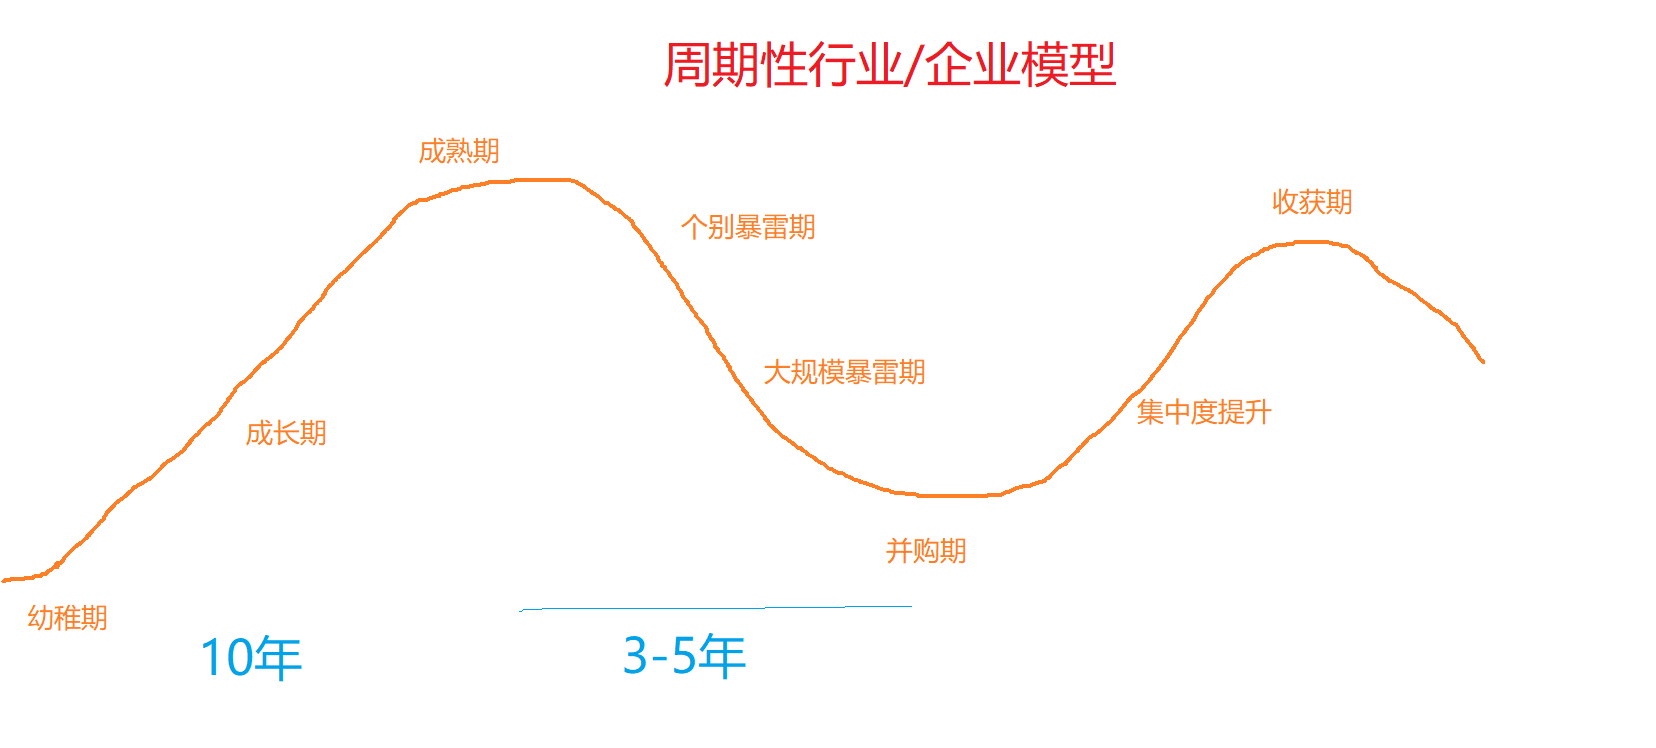 周期性行业/企业模型
成熟期
个别暴雷期
收获期
大规模暴雷期
集中度提升
成长期
并购期
幼稚期
10年
3-5年